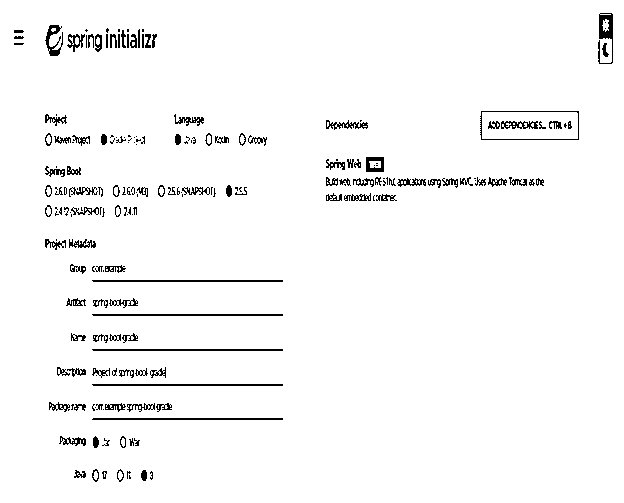 spring initializr
Project
Maven Project Gradle Project
Language
Java Kotlin Groovy
Spring Boot
2.6.0 (SNAPSHOT) 2.6.0 (M3) 2.5.6 (SNAPSHOT) 2.5.5
2.4.12 (SNAPSHOT) 2.4.11
Project Metadata
Group com.example
Artifact spring-boot-gradle
Name spring-boot-gradle
Description Project of spring-boot-gradle
Package name com.example.spring-boot-gradle
Packaging Jar War
Java 17 11
Dependencies
ADD DEPENDENCIES... CTRL + B
Spring Web
Build web, including RESTful, applications using Spring MVC. Uses Apache Tomcat as the
default embedded container.